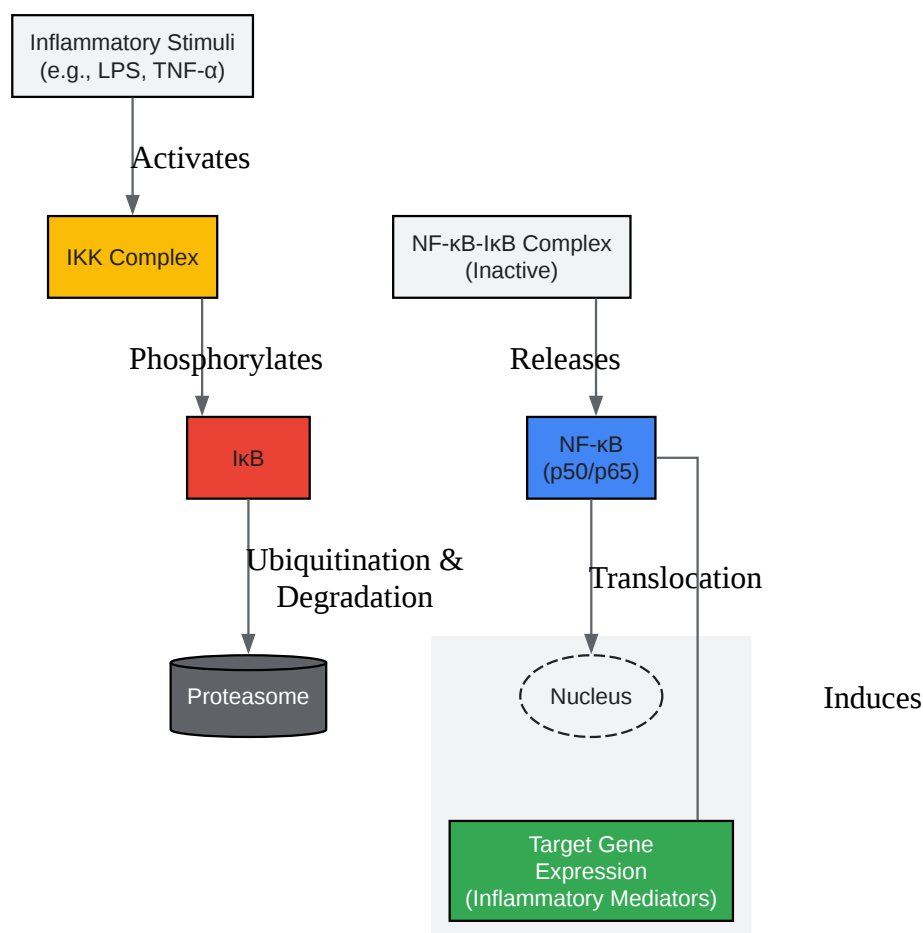 Inflammatory Stimuli
(e.g., LPS, TNF-α)
Activates
IKK Complex
NF-κB-IκB Complex
(Inactive)
Phosphorylates
Releases
IκB
NF-κB
(p50/p65)
Ubiquitination &
Degradation
Translocation
Proteasome
Nucleus
Induces
Target Gene
Expression
(Inflammatory Mediators)